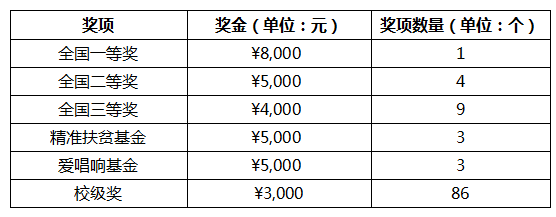 奖项 奖金（单位：元） 奖项数量（单位：个）
全国一等奖 ¥8,000 1
全国二等奖 ¥5,000 4
全国三等奖 ¥4,000 9
精准扶贫基金 ¥5,000 3
爱唱响基金 ¥5,000 3
校级奖 ¥3,000 86